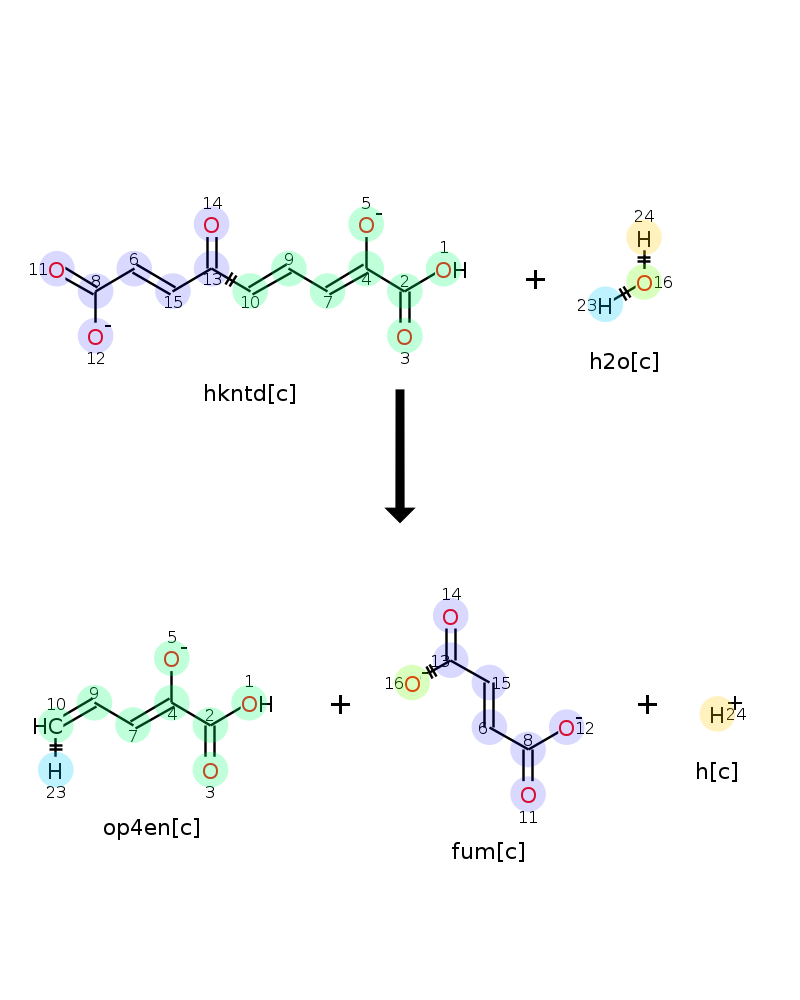 14 5 24
O O- 1 H
11 O 8 6 13 9 4 2 OH + O 16
15 10 7 23 H
O- O
12 3 h2o[c]
hkntd[c]
14
O
5 13
O- 16 O 15
10 9 1 + 6 O- 12 + H+ 24
HC 7 4 2 OH 8
H O O h[c]
23 3 11
op4en[c]
fum[c]